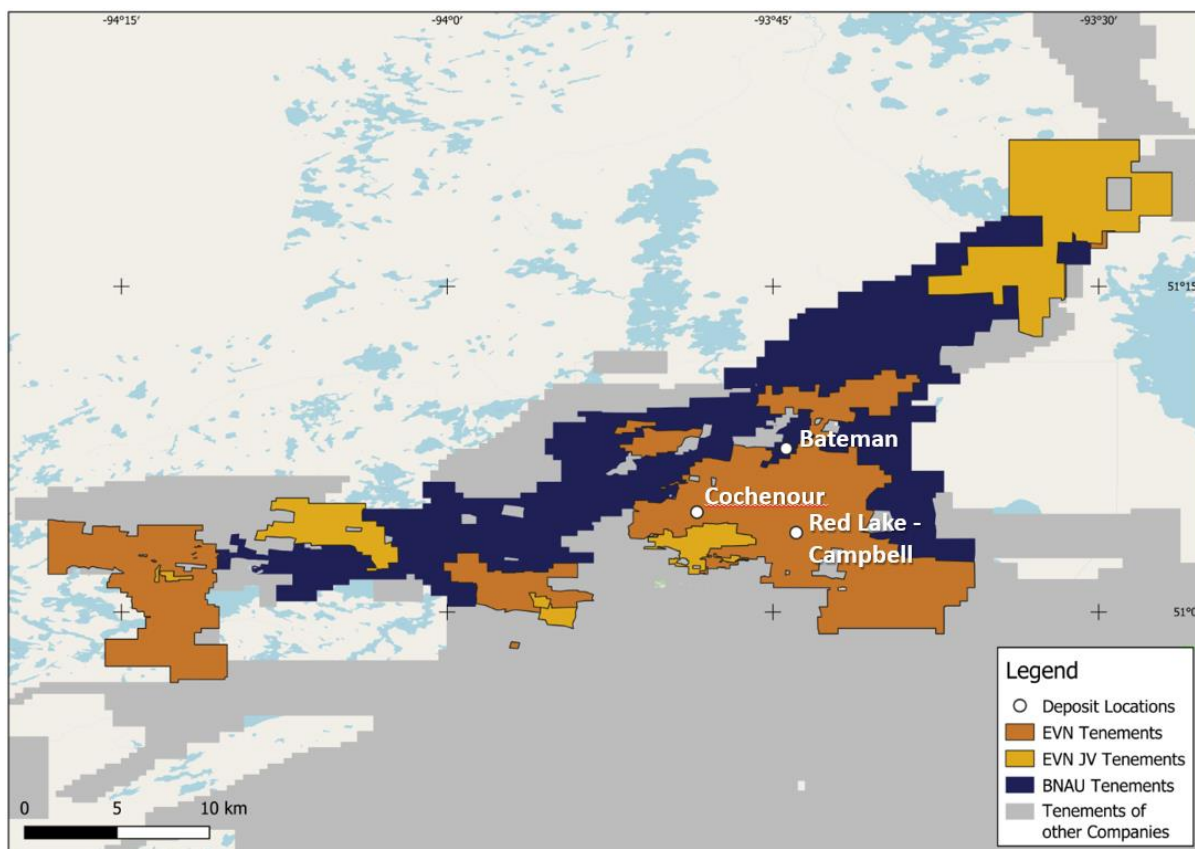 -94°15'
-94°0'
-93°45'
-93°30'
51°15'
Bateman
Cochenour
Red Lake -
Campbell
51°0'
Legend
Deposit Locations
EVN Tenements
EVN JV Tenements
BNAU Tenements
Tenements of
other Companies
0 5 10 km